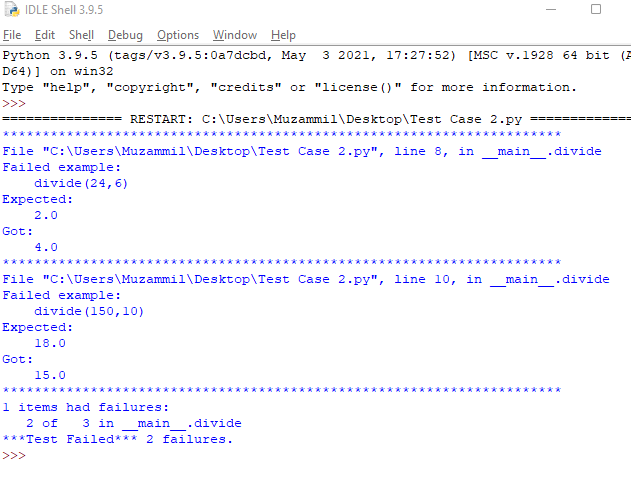 IDLE Shell 3.9.5
File Edit Shell Debug Options Window Help
Python 3.9.5 (tags/v3.9.5:0a7dcbd, May  3 2021, 17:27:52) [MSC v.1928 64 bit (A
D64)] on win32
Type "help", "copyright", "credits" or "license()" for more information.
>>>
=============== RESTART: C:\Users\Muzammil\Desktop\Test Case 2.py =============
**********************************************************************
File "C:\Users\Muzammil\Desktop\Test Case 2.py", line 8, in __main__.divide
Failed example:
    divide(24,6)
Expected:
    2.0
Got:
    4.0
**********************************************************************
File "C:\Users\Muzammil\Desktop\Test Case 2.py", line 10, in __main__.divide
Failed example:
    divide(150,10)
Expected:
    18.0
Got:
    15.0
**********************************************************************
1 items had failures:
   2 of   3 in __main__.divide
***Test Failed*** 2 failures.
>>>